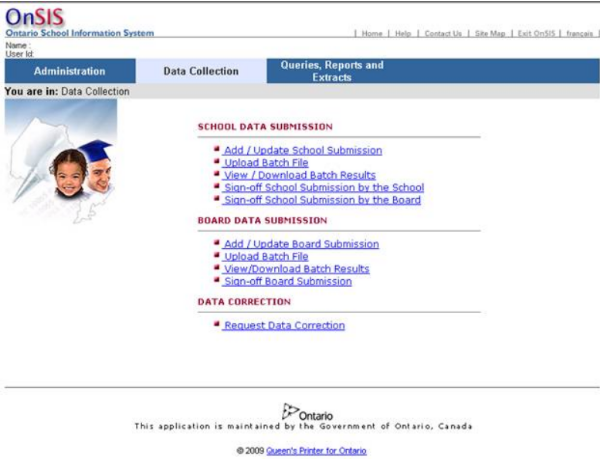 OnSIS
Ontario School Information System
| Home | Help | Contact Us | Site Map | Exit OnSIS | français |
Name :
User Id:
Administration
Data Collection
Queries, Reports and
Extracts
You are in: Data Collection
SCHOOL DATA SUBMISSION
Add / Update School Submission
Upload Batch File
View / Download Batch Results
Sign-off School Submission by the School
Sign-off School Submission by the Board
BOARD DATA SUBMISSION
Add / Update Board Submission
Upload Batch File
View/Download Batch Results
Sign-off Board Submission
DATA CORRECTION
Request Data Correction
Ontario
This application is maintained by the Government of Ontario, Canada
© 2009 Queen's Printer for Ontario